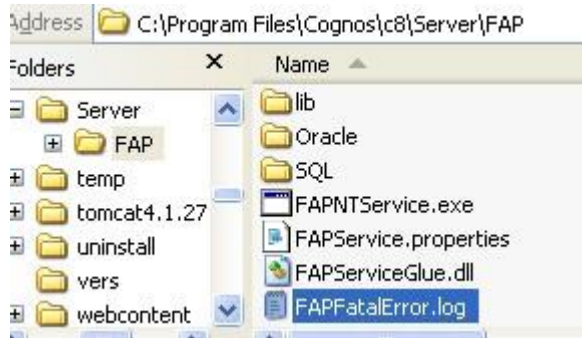 Address C:\Program Files\Cognos\c8\Server\FAP
Folders X Name
Server
FAP
temp
tomcat4.1.27
uninstall
vers
webcontent
lib
Oracle
SQL
FAPNTService.exe
FAPService.properties
FAPServiceGlue.dll
FAPFatalError.log